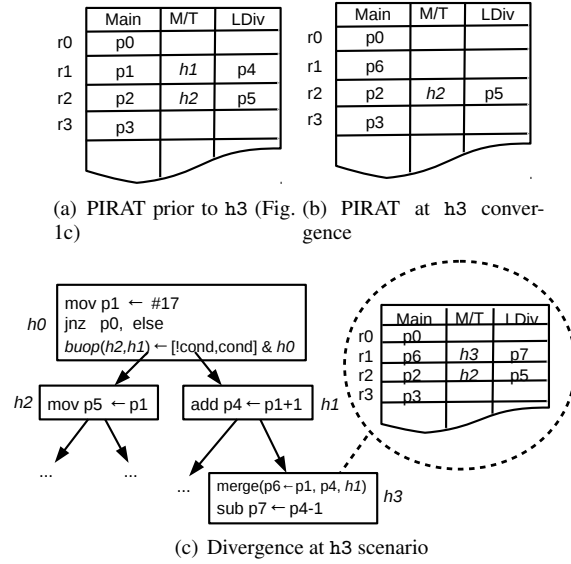 Main M/T LDiv
r0 p0
r1 p1 h1 p4
r2 p2 h2 p5
r3 p3
Main M/T LDiv
r0 p0
r1 p6
r2 p2 h2 p5
r3 p3
(a) PIRAT prior to h3 (Fig.
1c)
(b) PIRAT at h3 conver-
gence
h0
mov p1 ← #17
jnz p0, else
buop(h2,h1) ← [!cond,cond] & h0
h2 mov p5 ← p1
add p4 ← p1+1 h1
... ... ...
merge(p6←p1, p4, h1)
sub p7 ← p4-1
h3
Main M/T LDiv
r0 p0
r1 p6 h3 p7
r2 p2 h2 p5
r3 p3
(c) Divergence at h3 scenario